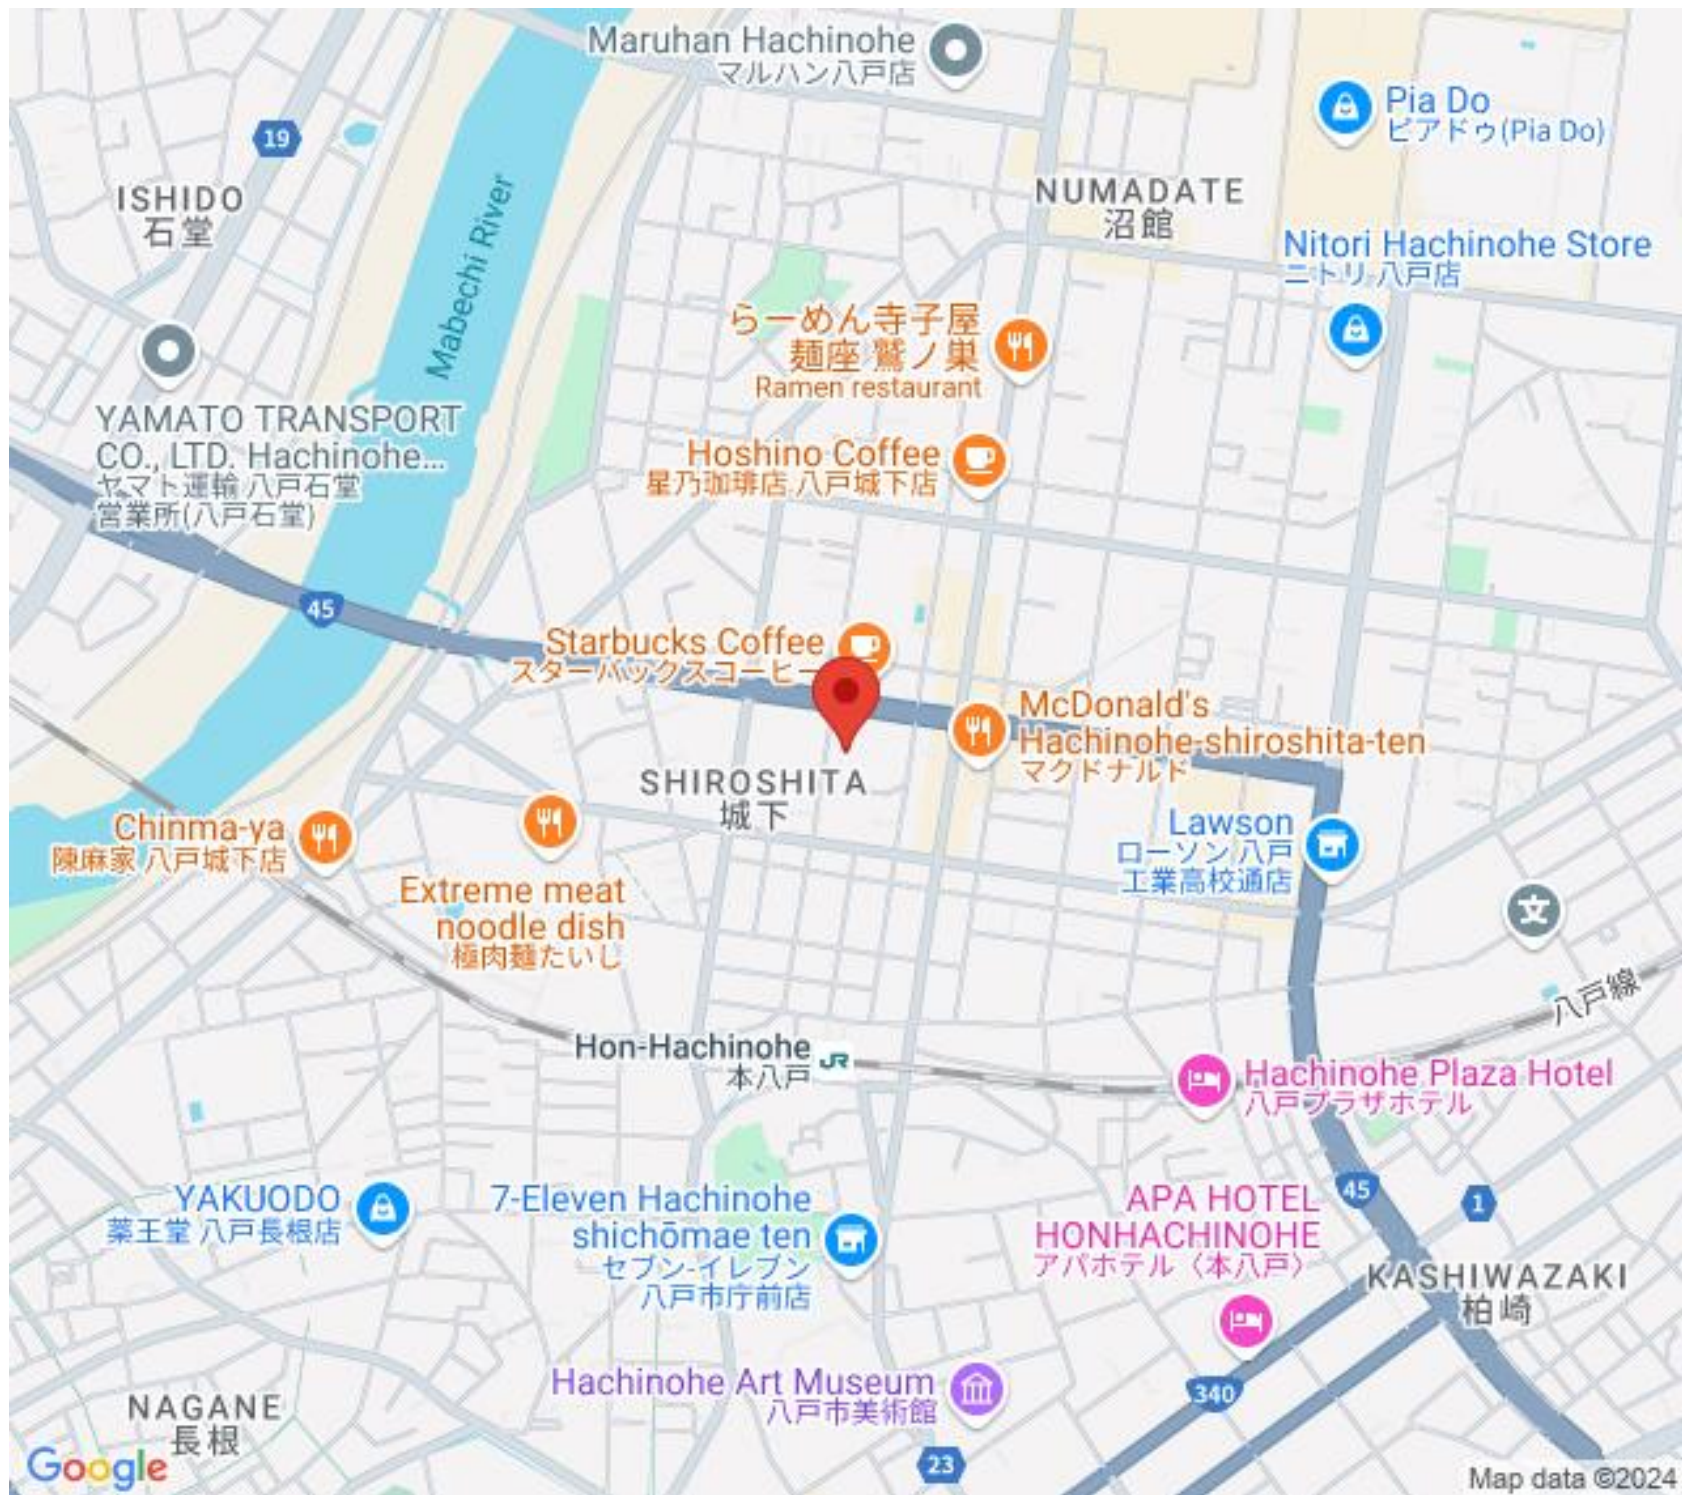 Maruhan Hachinohe
マルハン八戸店
19
Pia Do
ピアドゥ(Pia Do)
ISHIDO
石堂
Mabechi River
NUMADATE
沼館
Nitori Hachinohe Store
ニトリ 八戸店
らーめん寺子屋
麺座 鷲ノ巣
Ramen restaurant
YAMATO TRANSPORT
CO., LTD. Hachinohe...
ヤマト運輸 八戸石堂
営業所(八戸石堂)
Hoshino Coffee
星乃珈琲店 八戸城下店
45
Starbucks Coffee
スターバックスコーヒー
McDonald's
Hachinohe-shiroshita-ten
マクドナルド
SHIROSHITA
城下
Chinma-ya
陳麻家 八戸城下店
Lawson
ローソン 八戸
工業高校通店
Extreme meat
noodle dish
極肉麺たいし
文
八戸線
Hon-Hachinohe
本八戸
JR
Hachinohe Plaza Hotel
八戸プラザホテル
YAKUODO
薬王堂 八戸長根店
7-Eleven Hachinohe
shichōmae ten
セブン-イレブン
八戸市庁前店
APA HOTEL
HONHACHINOHE
アパホテル〈本八戸〉
45
1
KASHIWAZAKI
柏崎
Hachinohe Art Museum
八戸市美術館
340
NAGANE
長根
23
Google
Map data ©2024